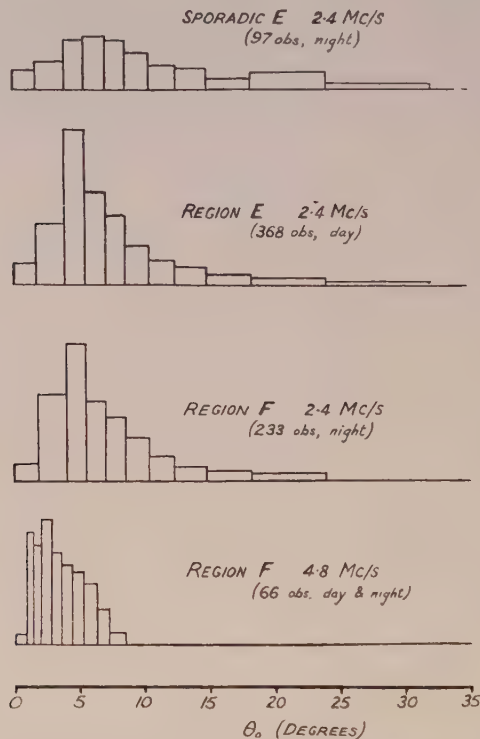 SPORADIC E 2·4 Mc/s
(97 obs, night)
REGION E 2·4 Mc/s
(368 obs, day)
REGION F 2·4 Mc/s
(233 obs, night)
REGION F 4·8 Mc/s
(66 obs, day & night)
0 5 10 15 20 25 30 35
θ₀ (DEGREES)